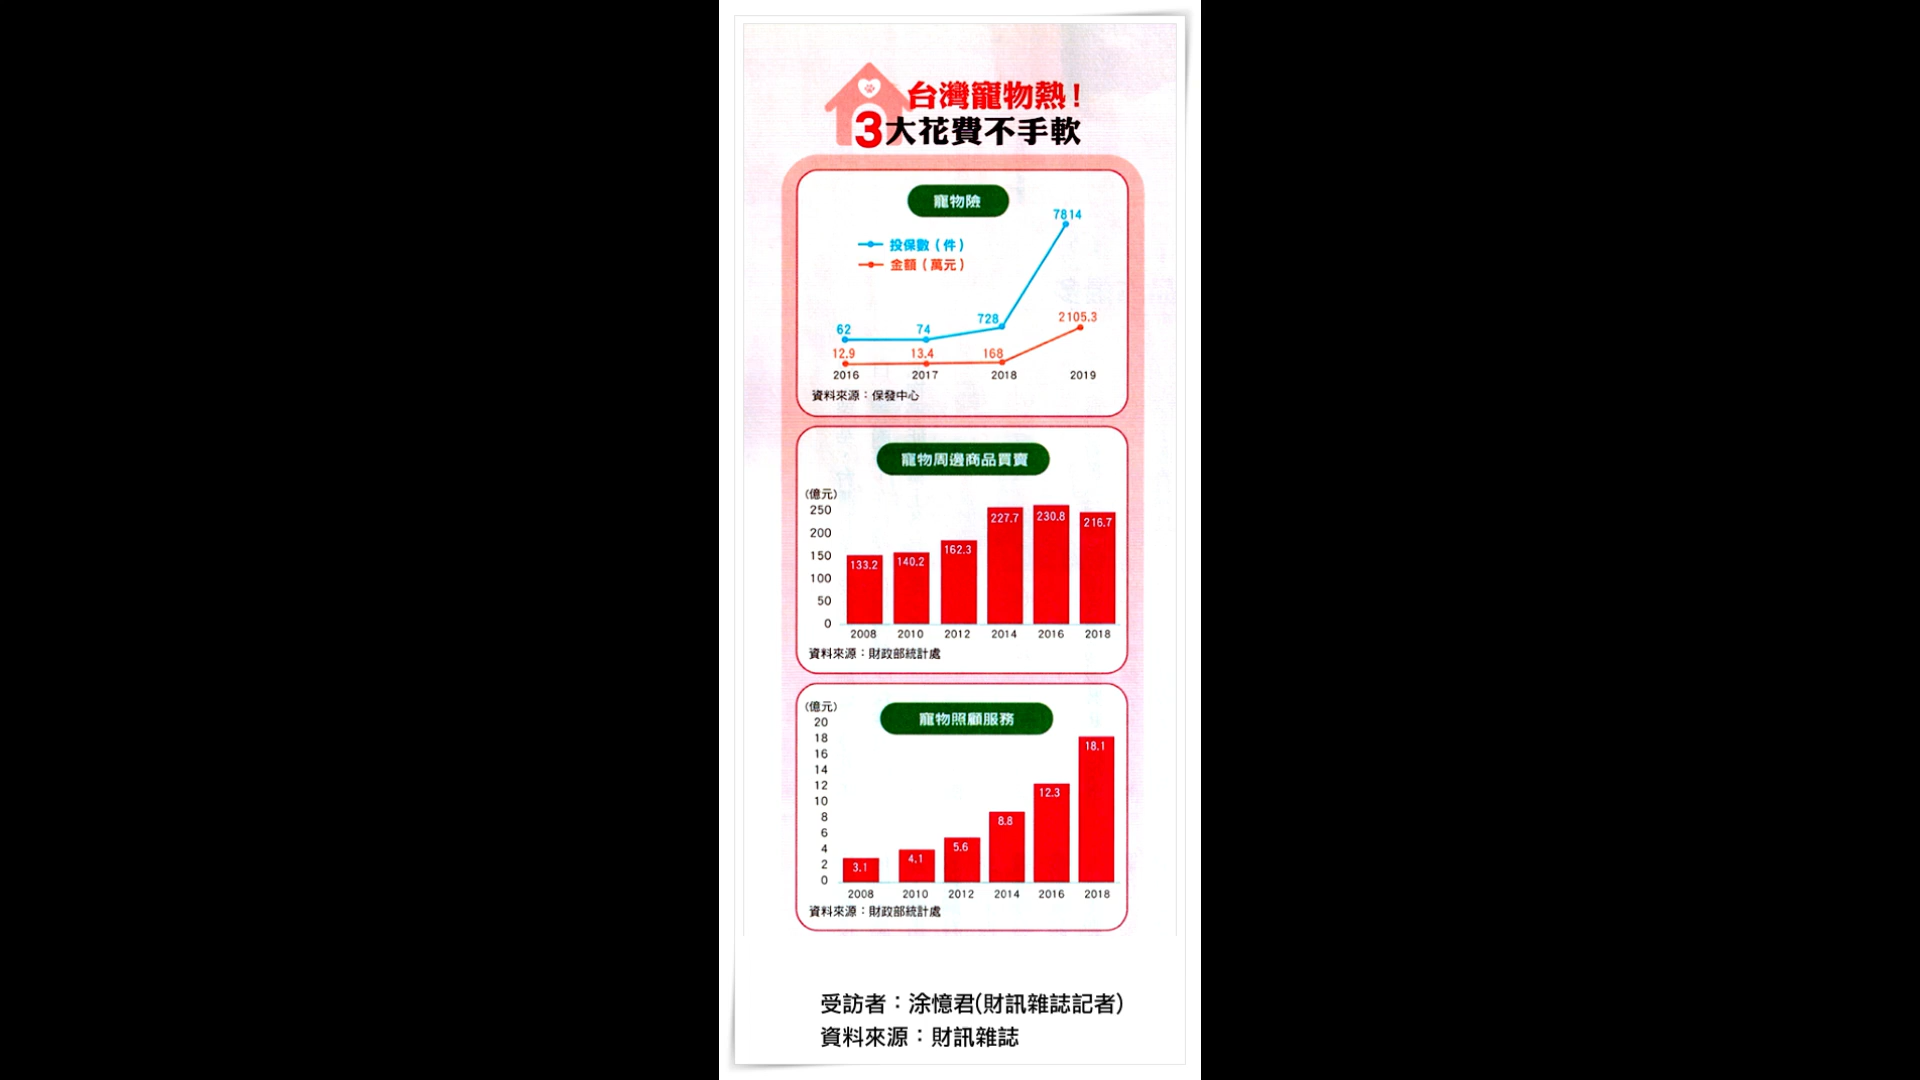 台灣寵物熱！
3大花費不手軟
寵物險
7814
投保數（件）
金額（萬元）
62 74 728 2105.3
12.9 13.4 168
2016 2017 2018 2019
資料來源：保發中心
寵物周邊商品買賣
(億元)
250
200
150
100
50
0
133.2 140.2 162.3 227.7 230.8 216.7
2008 2010 2012 2014 2016 2018
資料來源：財政部統計處
寵物照顧服務
(億元)
20
18
16
14
12
10
8
6
4
2
0
3.1 4.1 5.6 8.8 12.3 18.1
2008 2010 2012 2014 2016 2018
資料來源：財政部統計處
受訪者：涂憶君(財訊雜誌記者)
資料來源：財訊雜誌